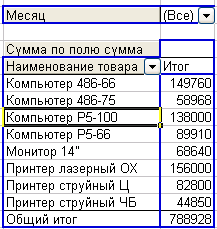 Месяц (Все)
Сумма по полю сумма
Наименование товара Итог
Компьютер 486-66 149760
Компьютер 486-75 58968
Компьютер P5-100 138000
Компьютер P5-66 89910
Монитор 14" 68640
Принтер лазерный ОХ 156000
Принтер струйный Ц 82800
Принтер струйный ЧБ 44850
Общий итог 788928